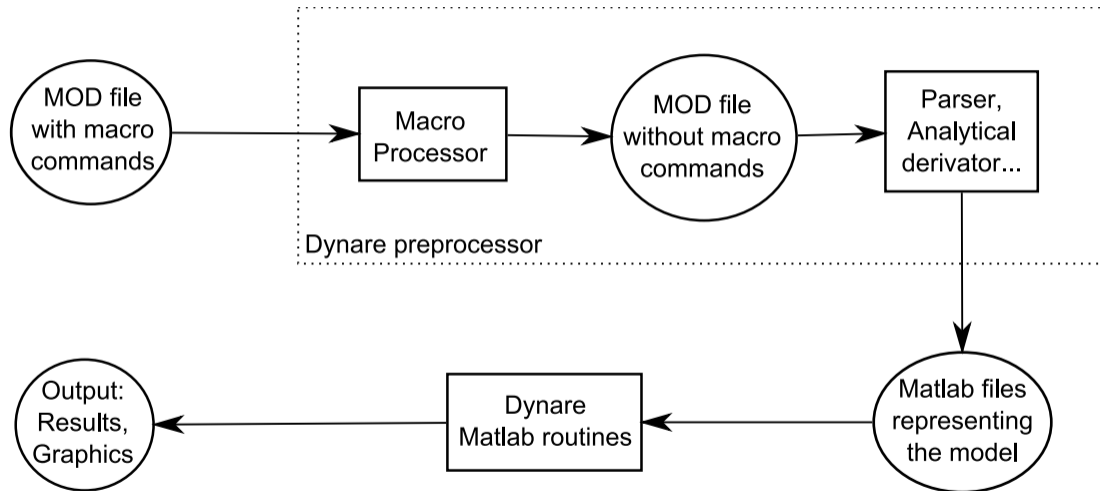 MOD file
with macro
commands
Macro
Processor
MOD file
without macro
commands
Parser,
Analytical
derivator...
Dynare preprocessor
Matlab files
representing
the model
Dynare
Matlab routines
Output:
Results,
Graphics